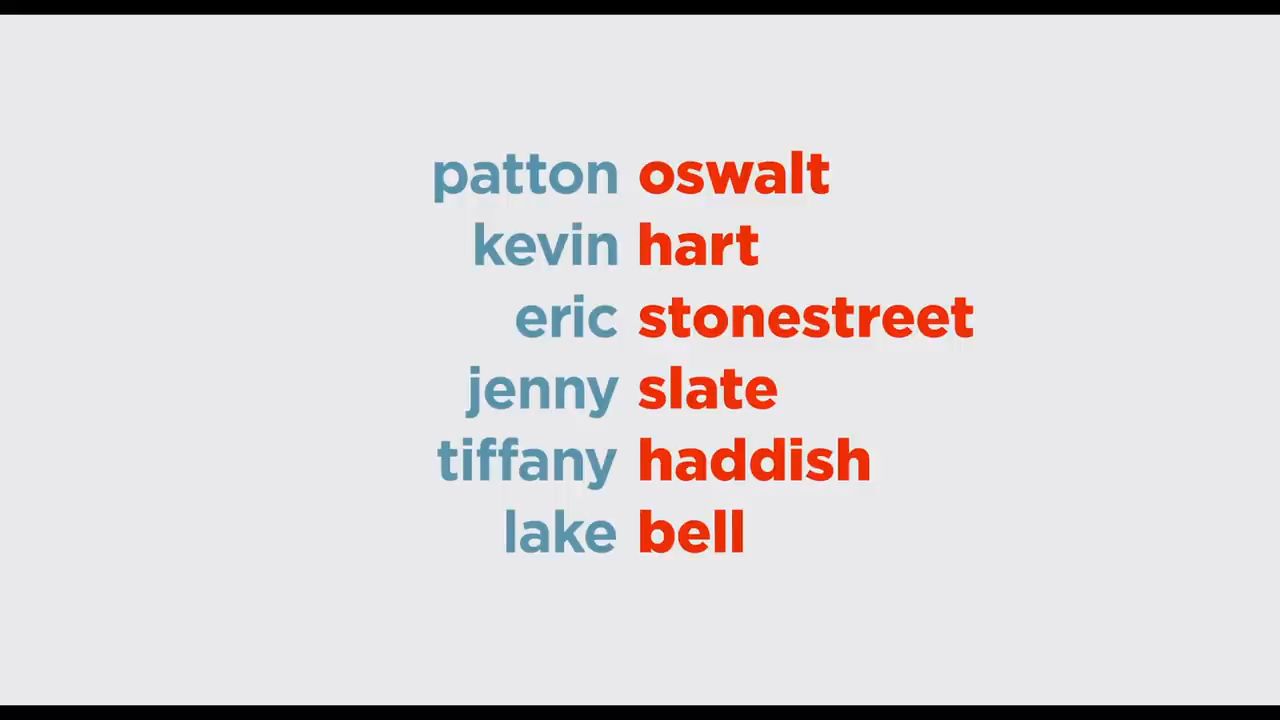 patton oswalt
kevin hart
eric stonestreet
jenny slate
tiffany haddish
lake bell